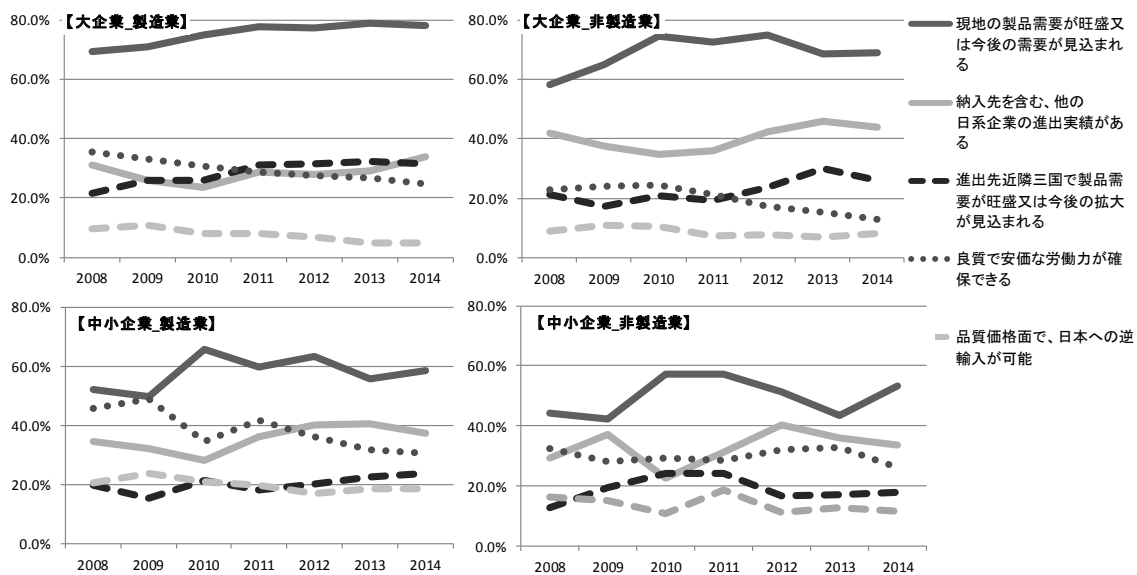 【大企業_製造業】
80.0%
60.0%
40.0%
20.0%
0.0%
2008 2009 2010 2011 2012 2013 2014
【大企業_非製造業】
80.0%
60.0%
40.0%
20.0%
0.0%
2008 2009 2010 2011 2012 2013 2014
現地の製品需要が旺盛又
は今後の需要が見込まれ
る
納入先を含む、他の
日系企業の進出実績があ
る
進出先近隣三国で製品需
要が旺盛又は今後の拡大
が見込まれる
良質で安価な労働力が確
保できる
品質価格面で、日本への逆
輸入が可能
【中小企業_製造業】
80.0%
60.0%
40.0%
20.0%
0.0%
2008 2009 2010 2011 2012 2013 2014
【中小企業_非製造業】
80.0%
60.0%
40.0%
20.0%
0.0%
2008 2009 2010 2011 2012 2013 2014